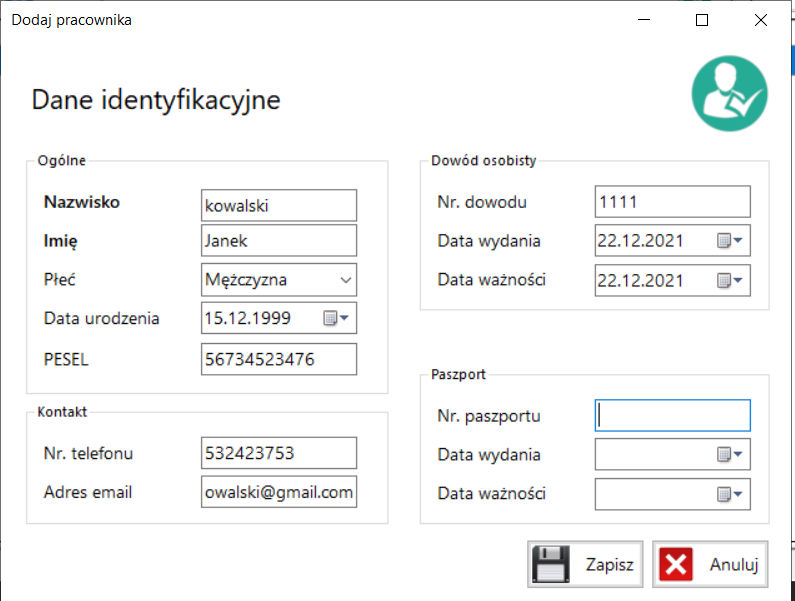 Dodaj pracownika
Dane identyfikacyjne
Ogólne
Nazwisko kowalski
Imię Janek
Płeć Mężczyzna
Data urodzenia 15.12.1999
PESEL 56734523476
Kontakt
Nr. telefonu 532423753
Adres email owalski@gmail.com
Dowód osobisty
Nr. dowodu 1111
Data wydania 22.12.2021
Data ważności 22.12.2021
Paszport
Nr. paszportu
Data wydania
Data ważności
Zapisz Anuluj